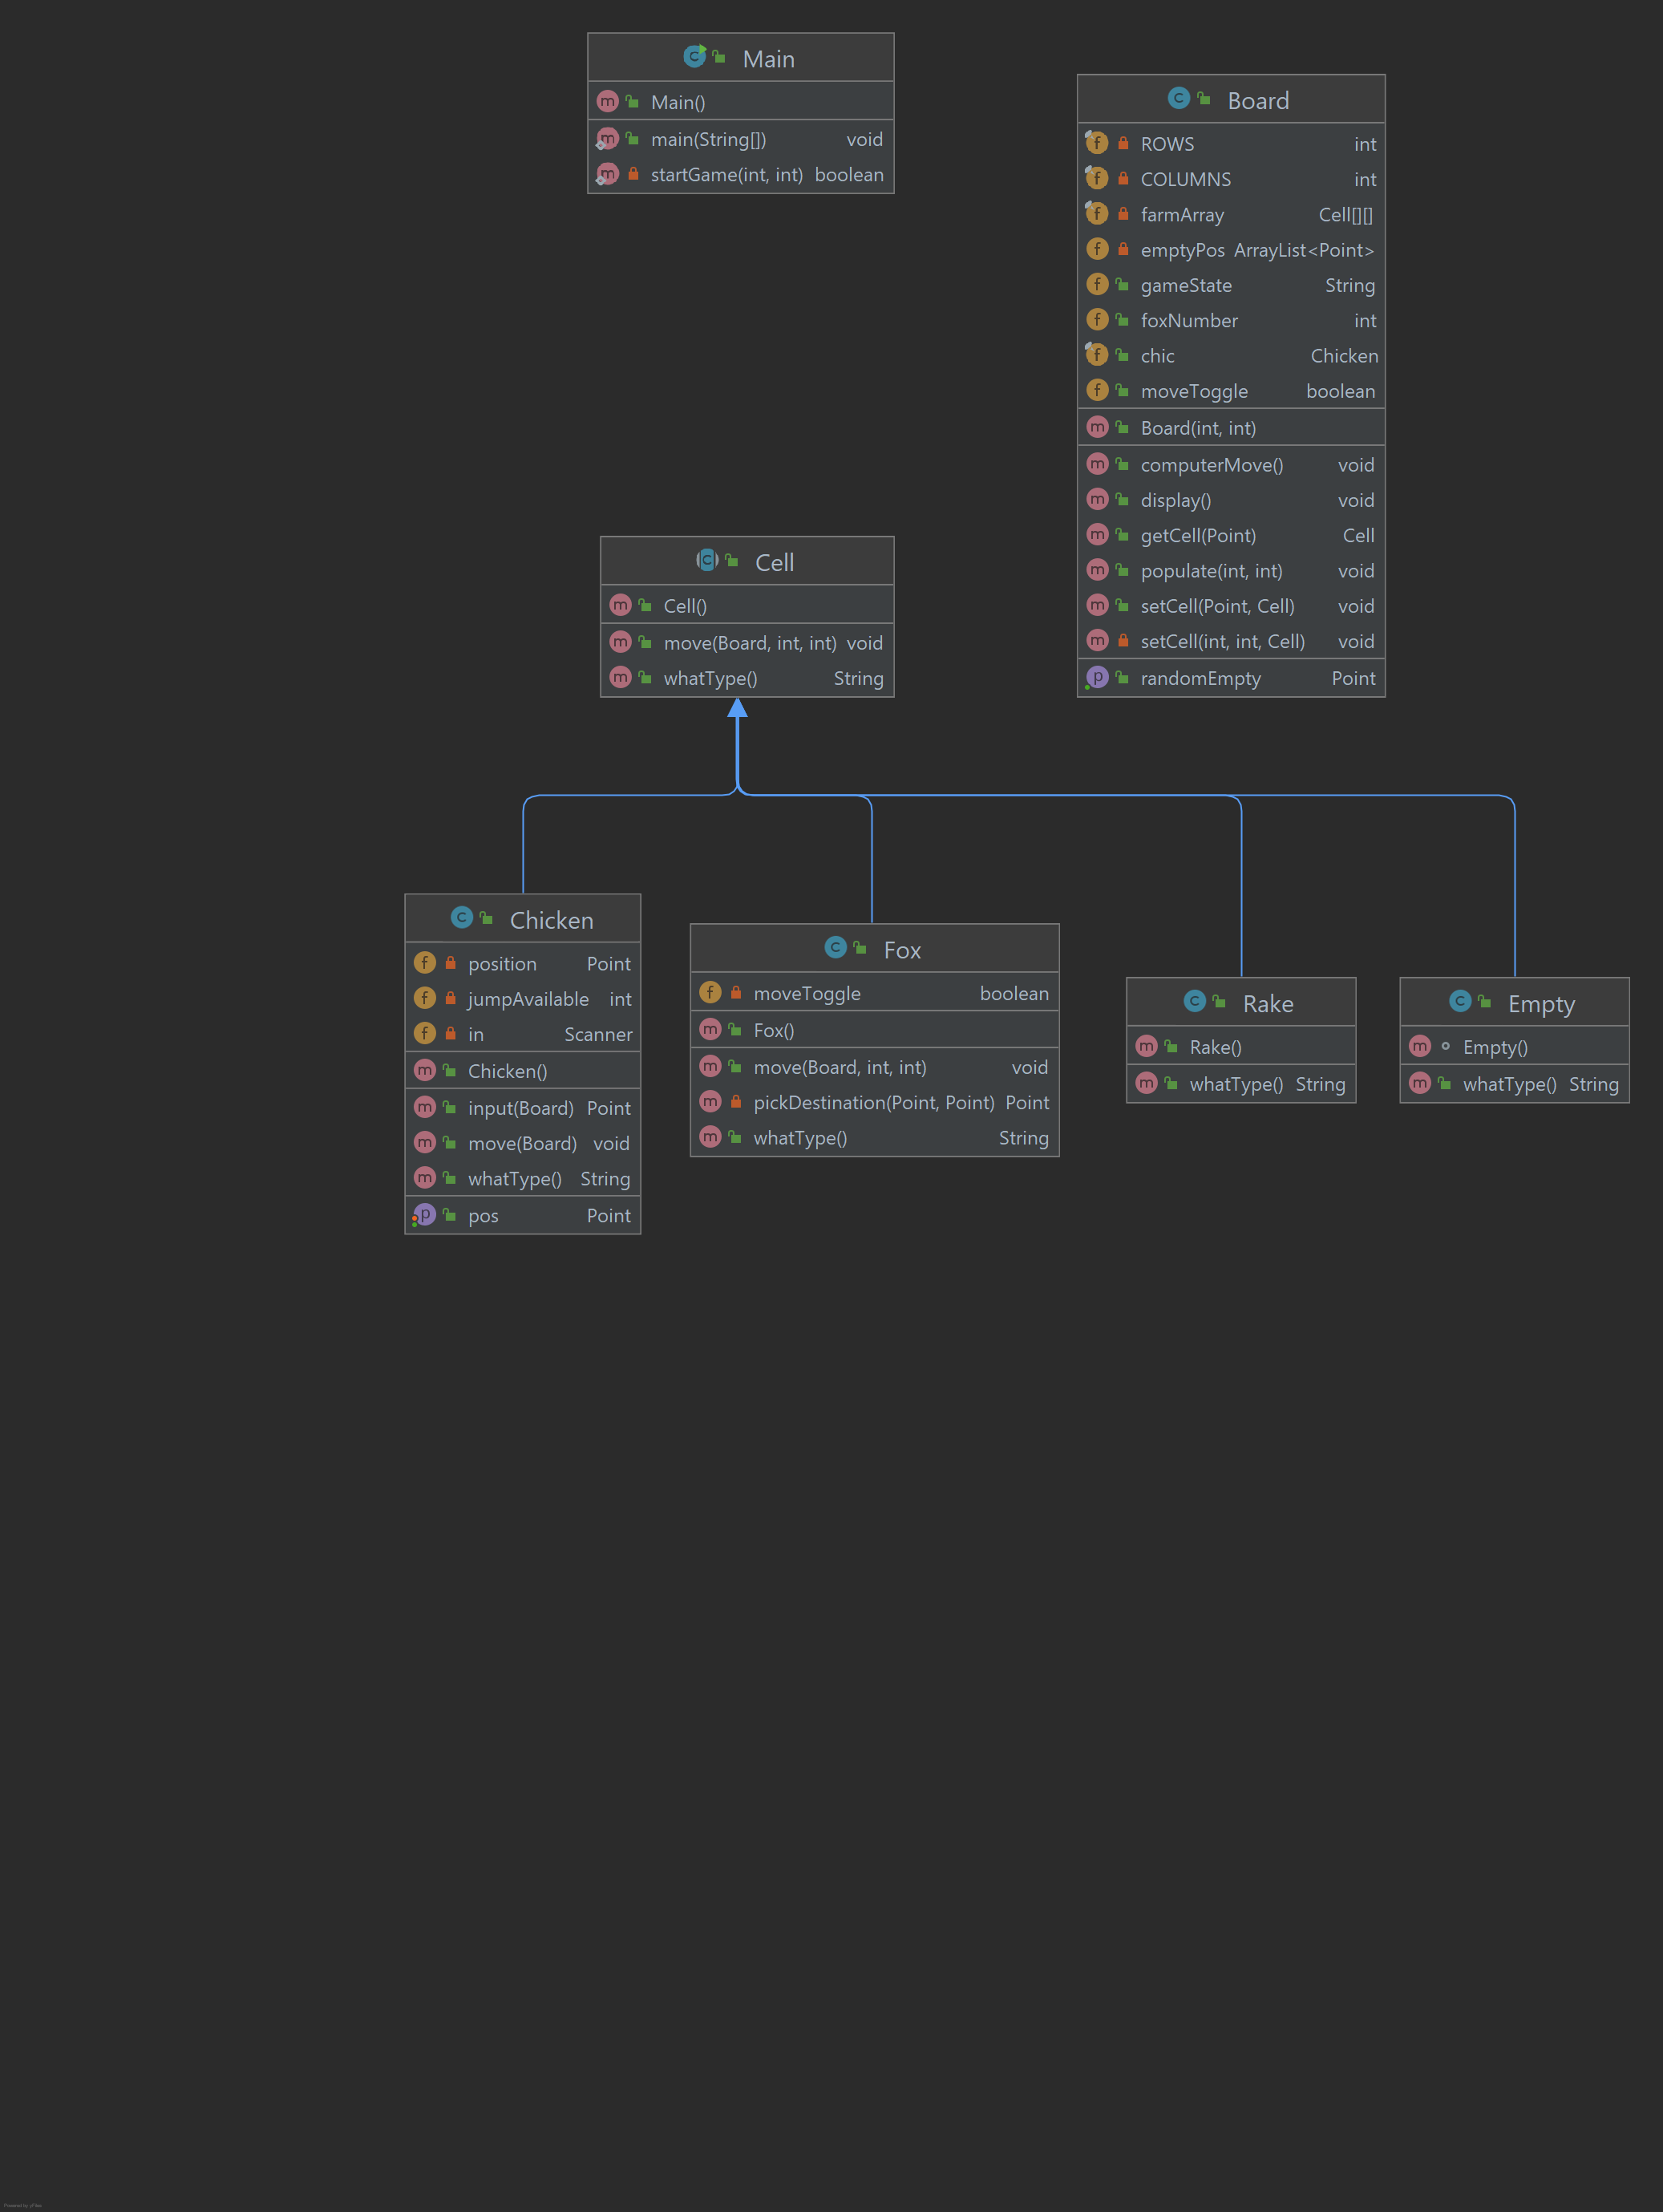 Main
Main()
main(String[]) void
startGame(int, int) boolean
Board
ROWS int
COLUMNS int
farmArray Cell[][]
emptyPos ArrayList<Point>
gameState String
foxNumber int
chic Chicken
moveToggle boolean
Board(int, int)
computerMove() void
display() void
getCell(Point) Cell
populate(int, int) void
setCell(Point, Cell) void
setCell(int, int, Cell) void
randomEmpty Point
Cell
Cell()
move(Board, int, int) void
whatType() String
Chicken
position Point
jumpAvailable int
in Scanner
Chicken()
input(Board) Point
move(Board) void
whatType() String
pos Point
Fox
moveToggle boolean
Fox()
move(Board, int, int) void
pickDestination(Point, Point) Point
whatType() String
Rake
Rake()
whatType() String
Empty
Empty()
whatType() String
Powered by yFiles